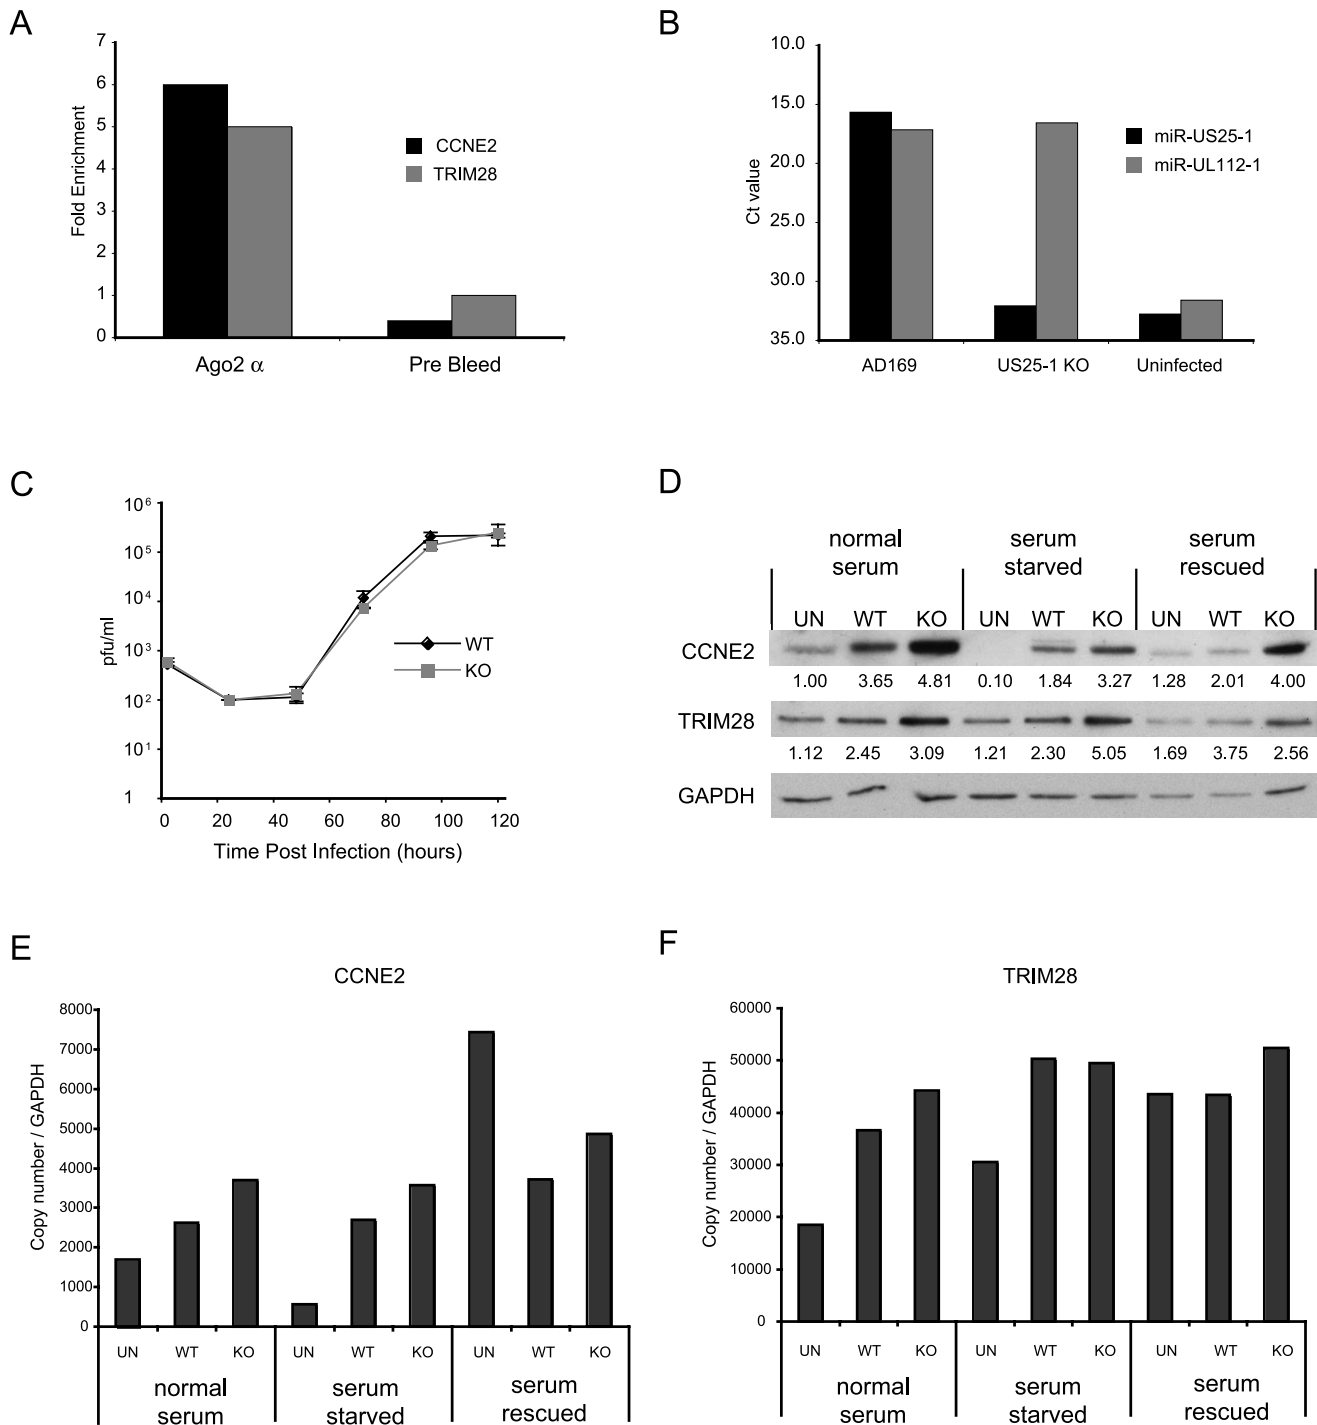 A
7
6
5
4
3
2
1
0
Fold Enrichment
CCNE2
TRIM28
Ago2 α
Pre Bleed
B
10.0
15.0
20.0
25.0
30.0
35.0
Ct value
miR-US25-1
miR-UL112-1
AD169
US25-1 KO
Uninfected
C
10⁶
10⁵
10⁴
10³
10²
10¹
1
pfu/ml
WT
KO
0 20 40 60 80 100 120
Time Post Infection (hours)
D
normal serum
serum starved
serum rescued
UN WT KO UN WT KO UN WT KO
CCNE2
1.00 3.65 4.81 0.10 1.84 3.27 1.28 2.01 4.00
TRIM28
1.12 2.45 3.09 1.21 2.30 5.05 1.69 3.75 2.56
GAPDH
E
CCNE2
8000
7000
6000
5000
4000
3000
2000
1000
0
Copy number / GAPDH
UN WT KO UN WT KO UN WT KO
normal serum
serum starved
serum rescued
F
TRIM28
60000
50000
40000
30000
20000
10000
0
Copy number / GAPDH
UN WT KO UN WT KO UN WT KO
normal serum
serum starved
serum rescued